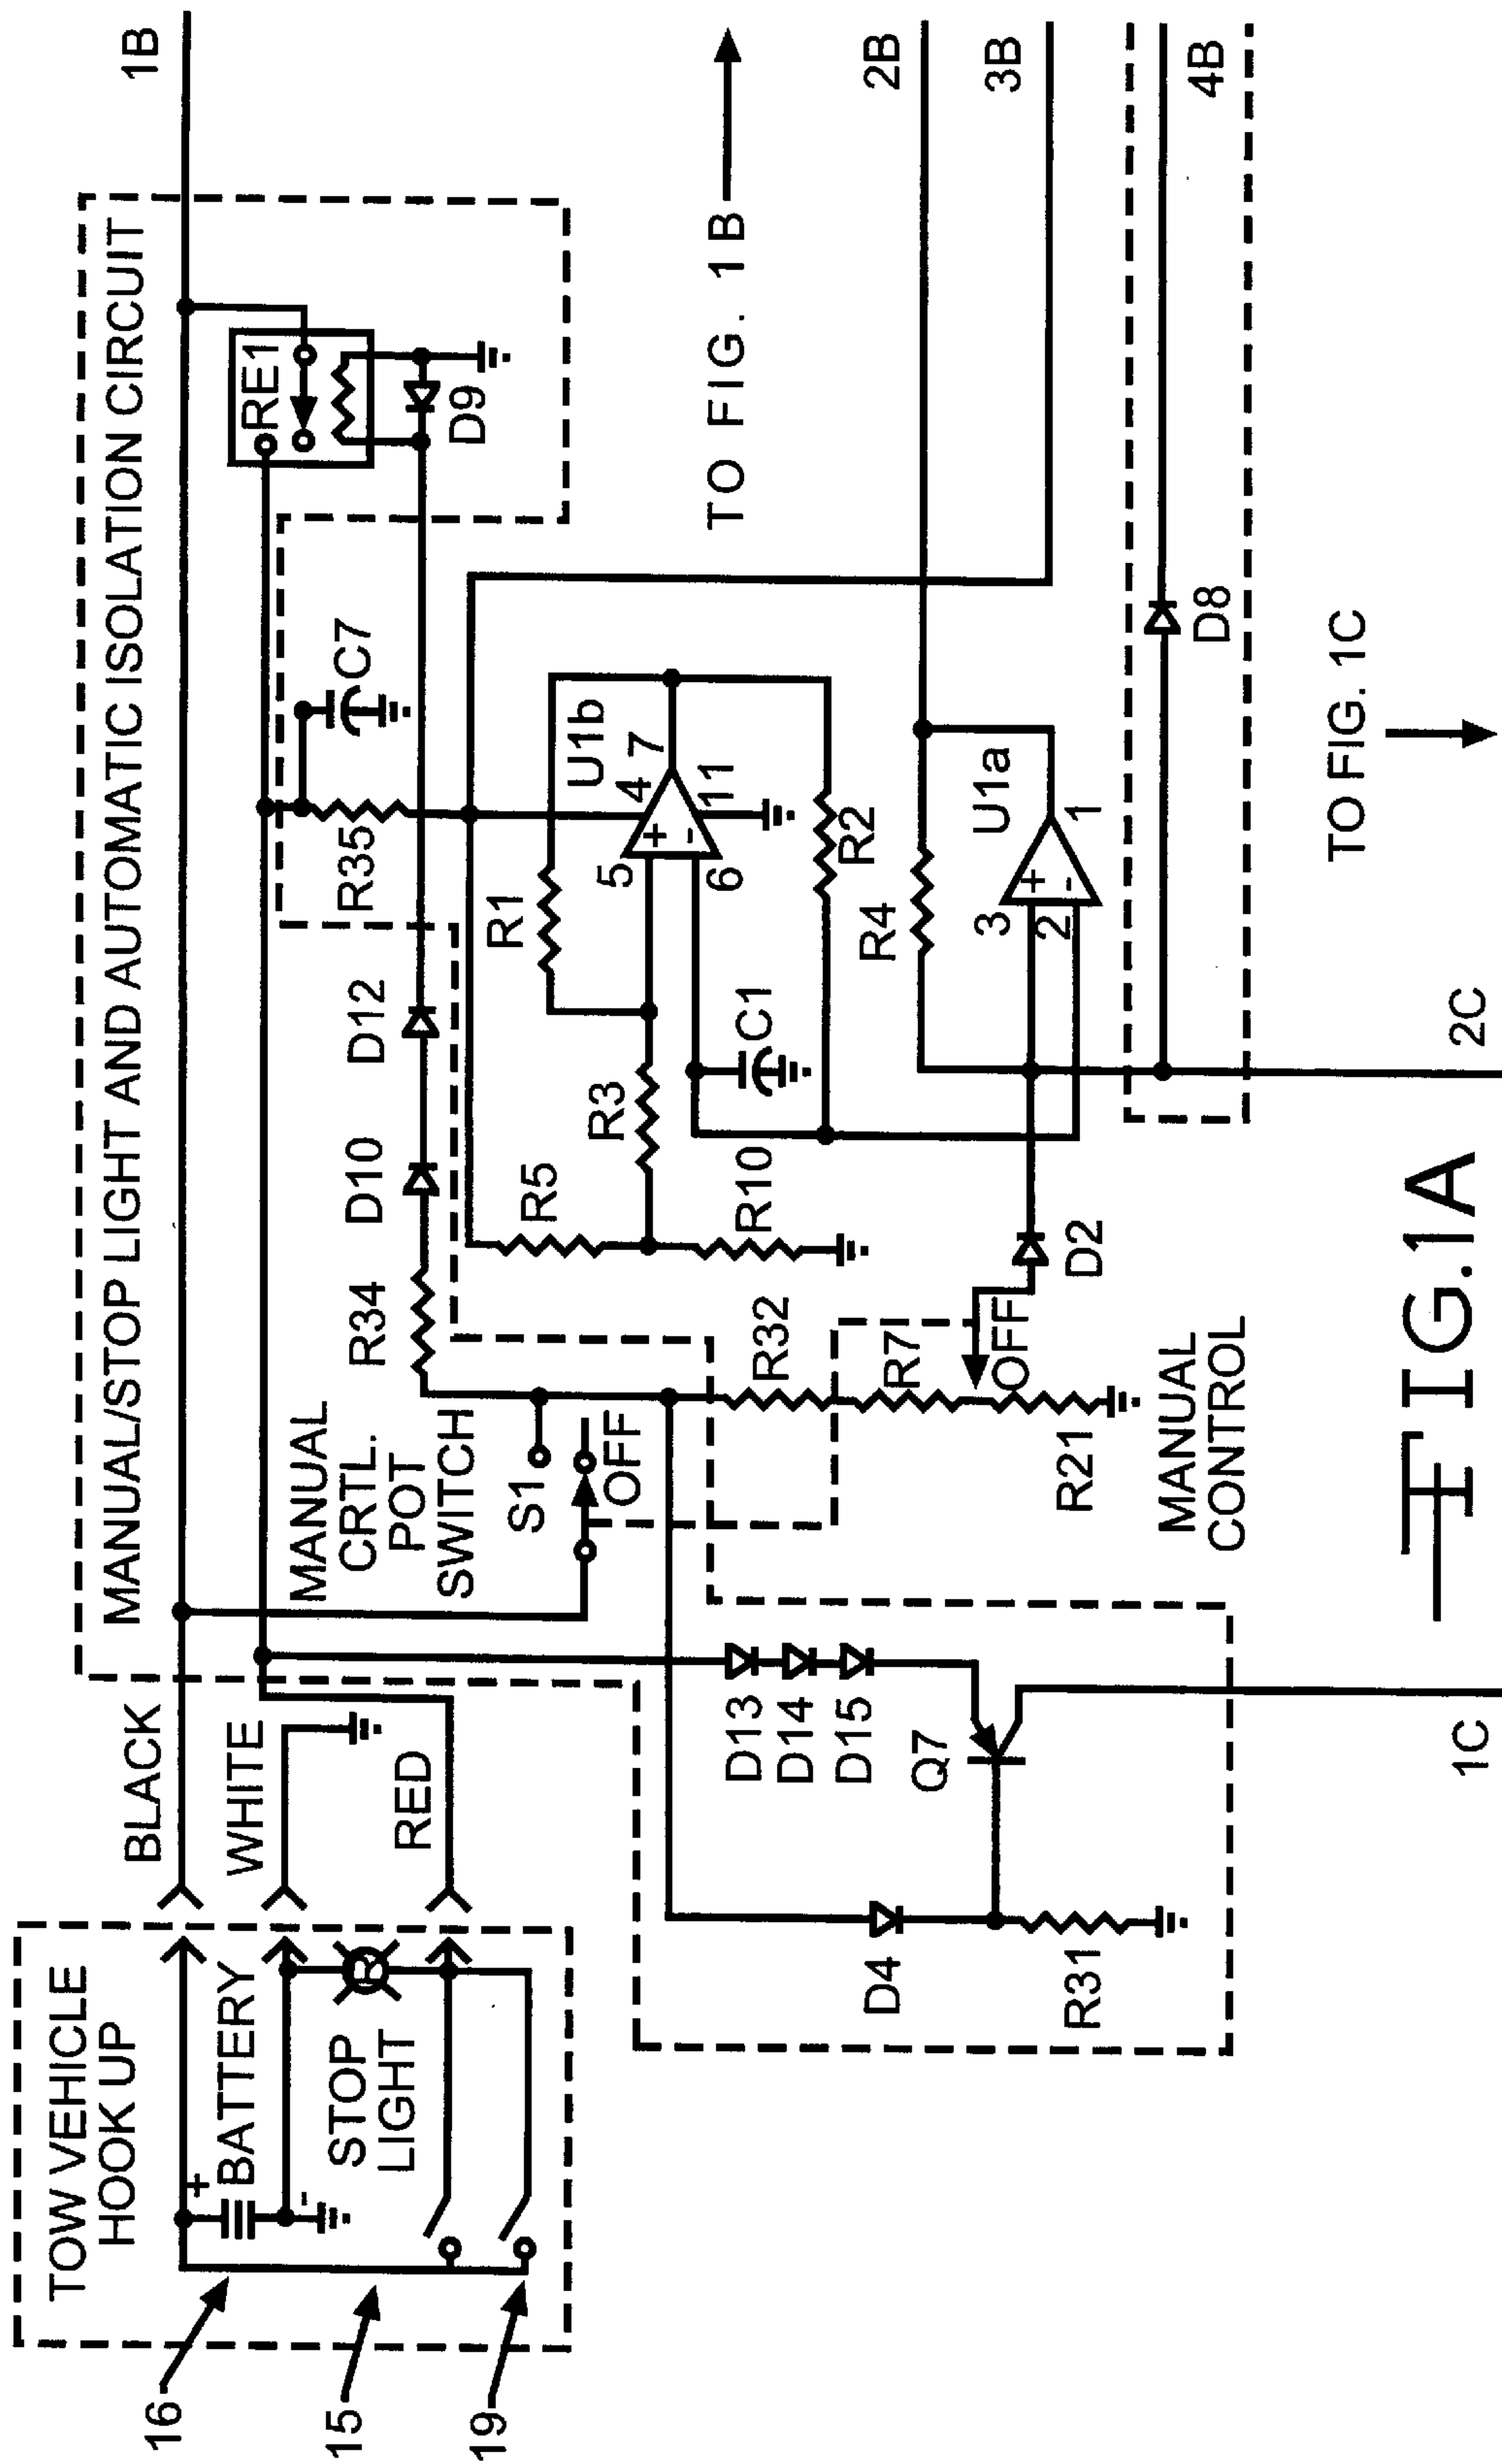 TOW VEHICLE
HOOK UP
BATTERY
+
-
STOP
LIGHT
R
16
15
19
BLACK
WHITE
RED
MANUAL/STOP LIGHT AND AUTOMATIC ISOLATION CIRCUIT
1B
MANUAL
CRTL.
POT
SWITCH
S1
OFF
R34
D10
D12
R35
C7
RE1
D9
D13
D14
D15
Q7
D4
R31
1C
R5
R3
R10
R1
C1
U1b
5
+
4
7
6
-
11
R2
TO FIG. 1B
R32
R7
OFF
R21
MANUAL
CONTROL
D2
R4
U1a
3
+
2
-
1
2B
3B
D8
4B
2C
TO FIG. 1C
FIG.1A